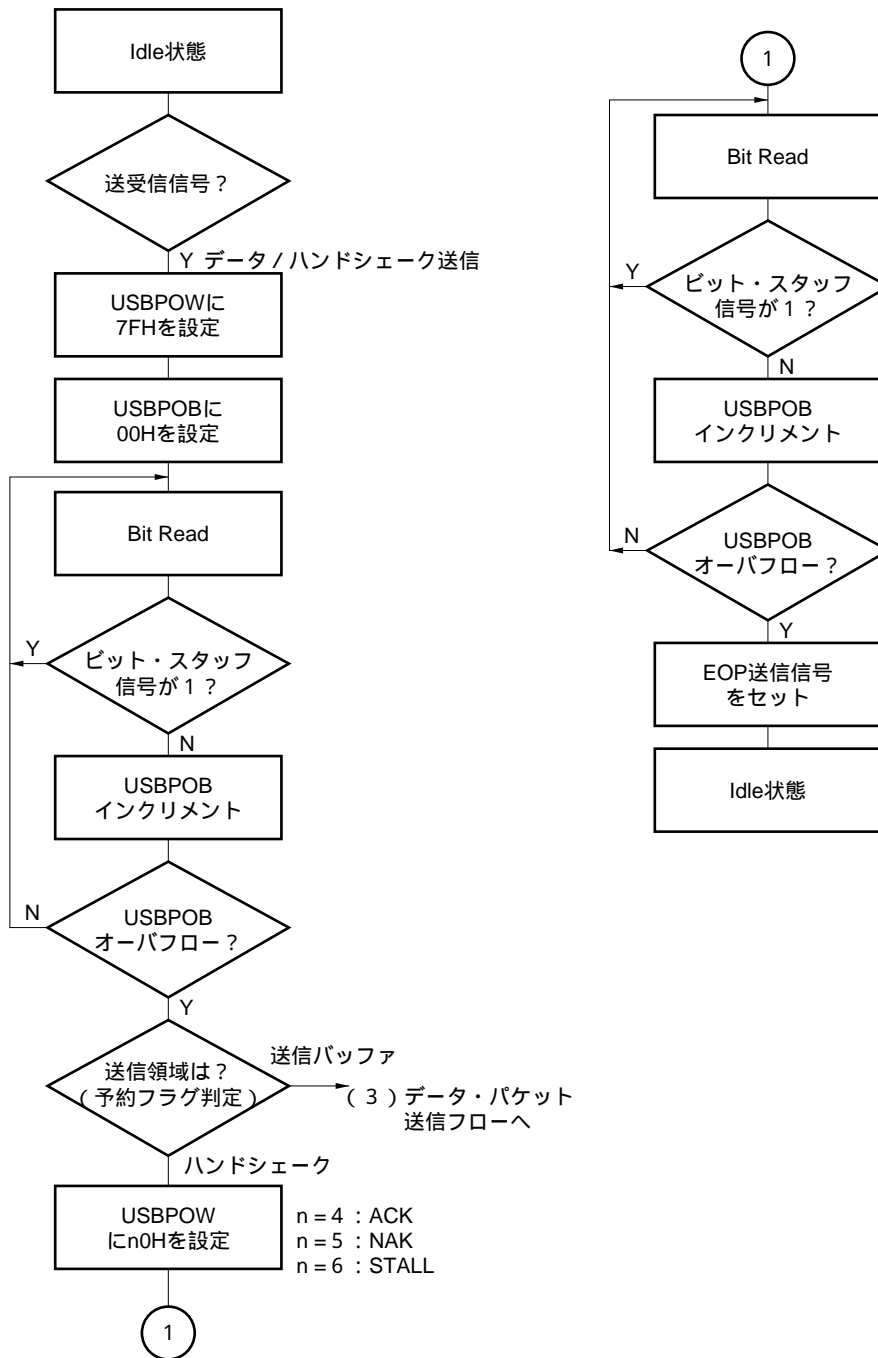 Idle状態
送受信信号？
Y データ/ハンドシェーク送信
USBPOWに
7FHを設定
USBPOBに
00Hを設定
Bit Read
Y
ビット・スタッフ
信号が1？
N
USBPOB
インクリメント
N
USBPOB
オーバフロー？
Y
送信領域は？
(予約フラグ判定)
送信バッファ
(3)データ・パケット
送信フローへ
ハンドシェーク
USBPOW
にn0Hを設定
n = 4 : ACK
n = 5 : NAK
n = 6 : STALL
1
1
Bit Read
Y
ビット・スタッフ
信号が1？
N
USBPOB
インクリメント
N
USBPOB
オーバフロー？
Y
EOP送信信号
をセット
Idle状態